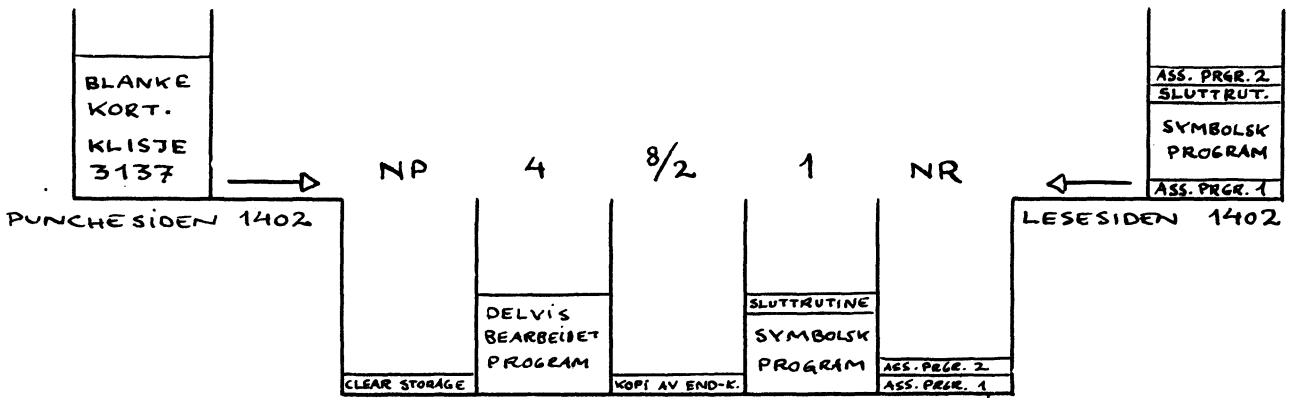 BLANKE
KORT.
KLISJE
3137
PUNCHESIDEN 1402
NP
4
8/2
1
NR
ASS. PRGR. 2
SLUTTRUT.
SYMBOLSK
PROGRAM
ASS. PRGR. 1
LESESIDEN 1402
CLEAR STORAGE
DELVIS
BEARBEIDET
PROGRAM
KOPI AV END-K.
SLUTTRUTINE
SYMBOLSK
PROGRAM
ASS. PRGR. 2
ASS. PRGR. 1